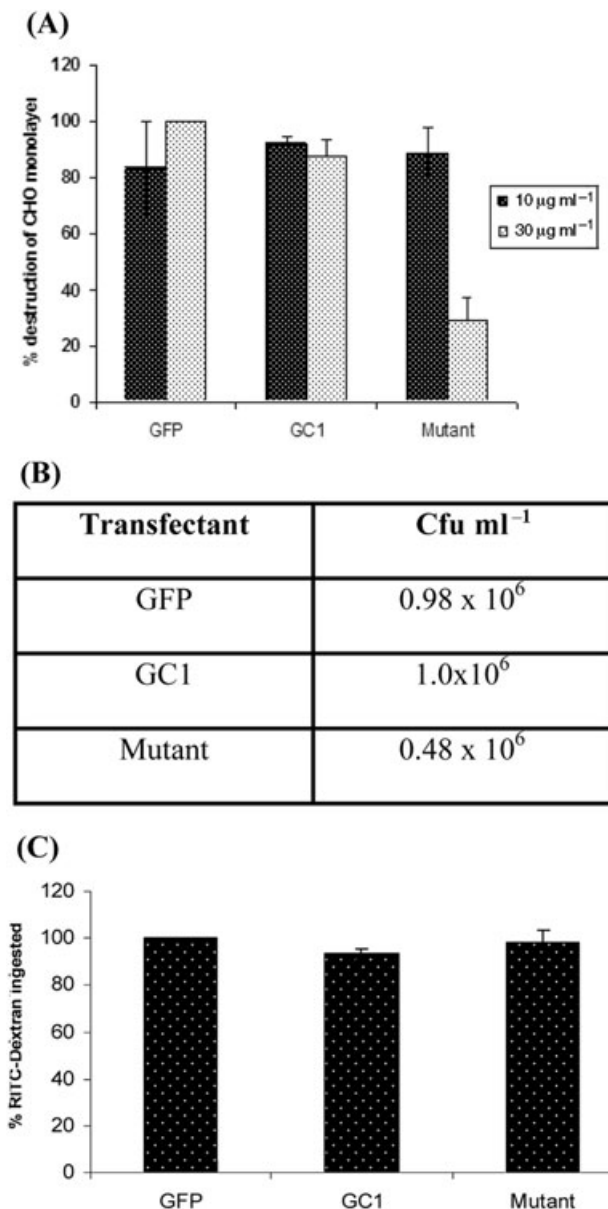 (A)
% destruction of CHO monolayer
120
100
80
60
40
20
0
GFP GC1 Mutant
10 µg ml⁻¹
30 µg ml⁻¹
(B)
Transfectant Cfu ml⁻¹
GFP 0.98 x 10⁶
GC1 1.0x10⁶
Mutant 0.48 x 10⁶
(C)
% RITC-Dextran ingested
120
100
80
60
40
20
0
GFP GC1 Mutant